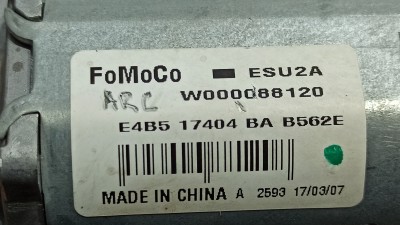 FoMoCo ESU2A
ARC W000088120
E4B5 17404 BA B562E
MADE IN CHINA A 2593 17/03/07